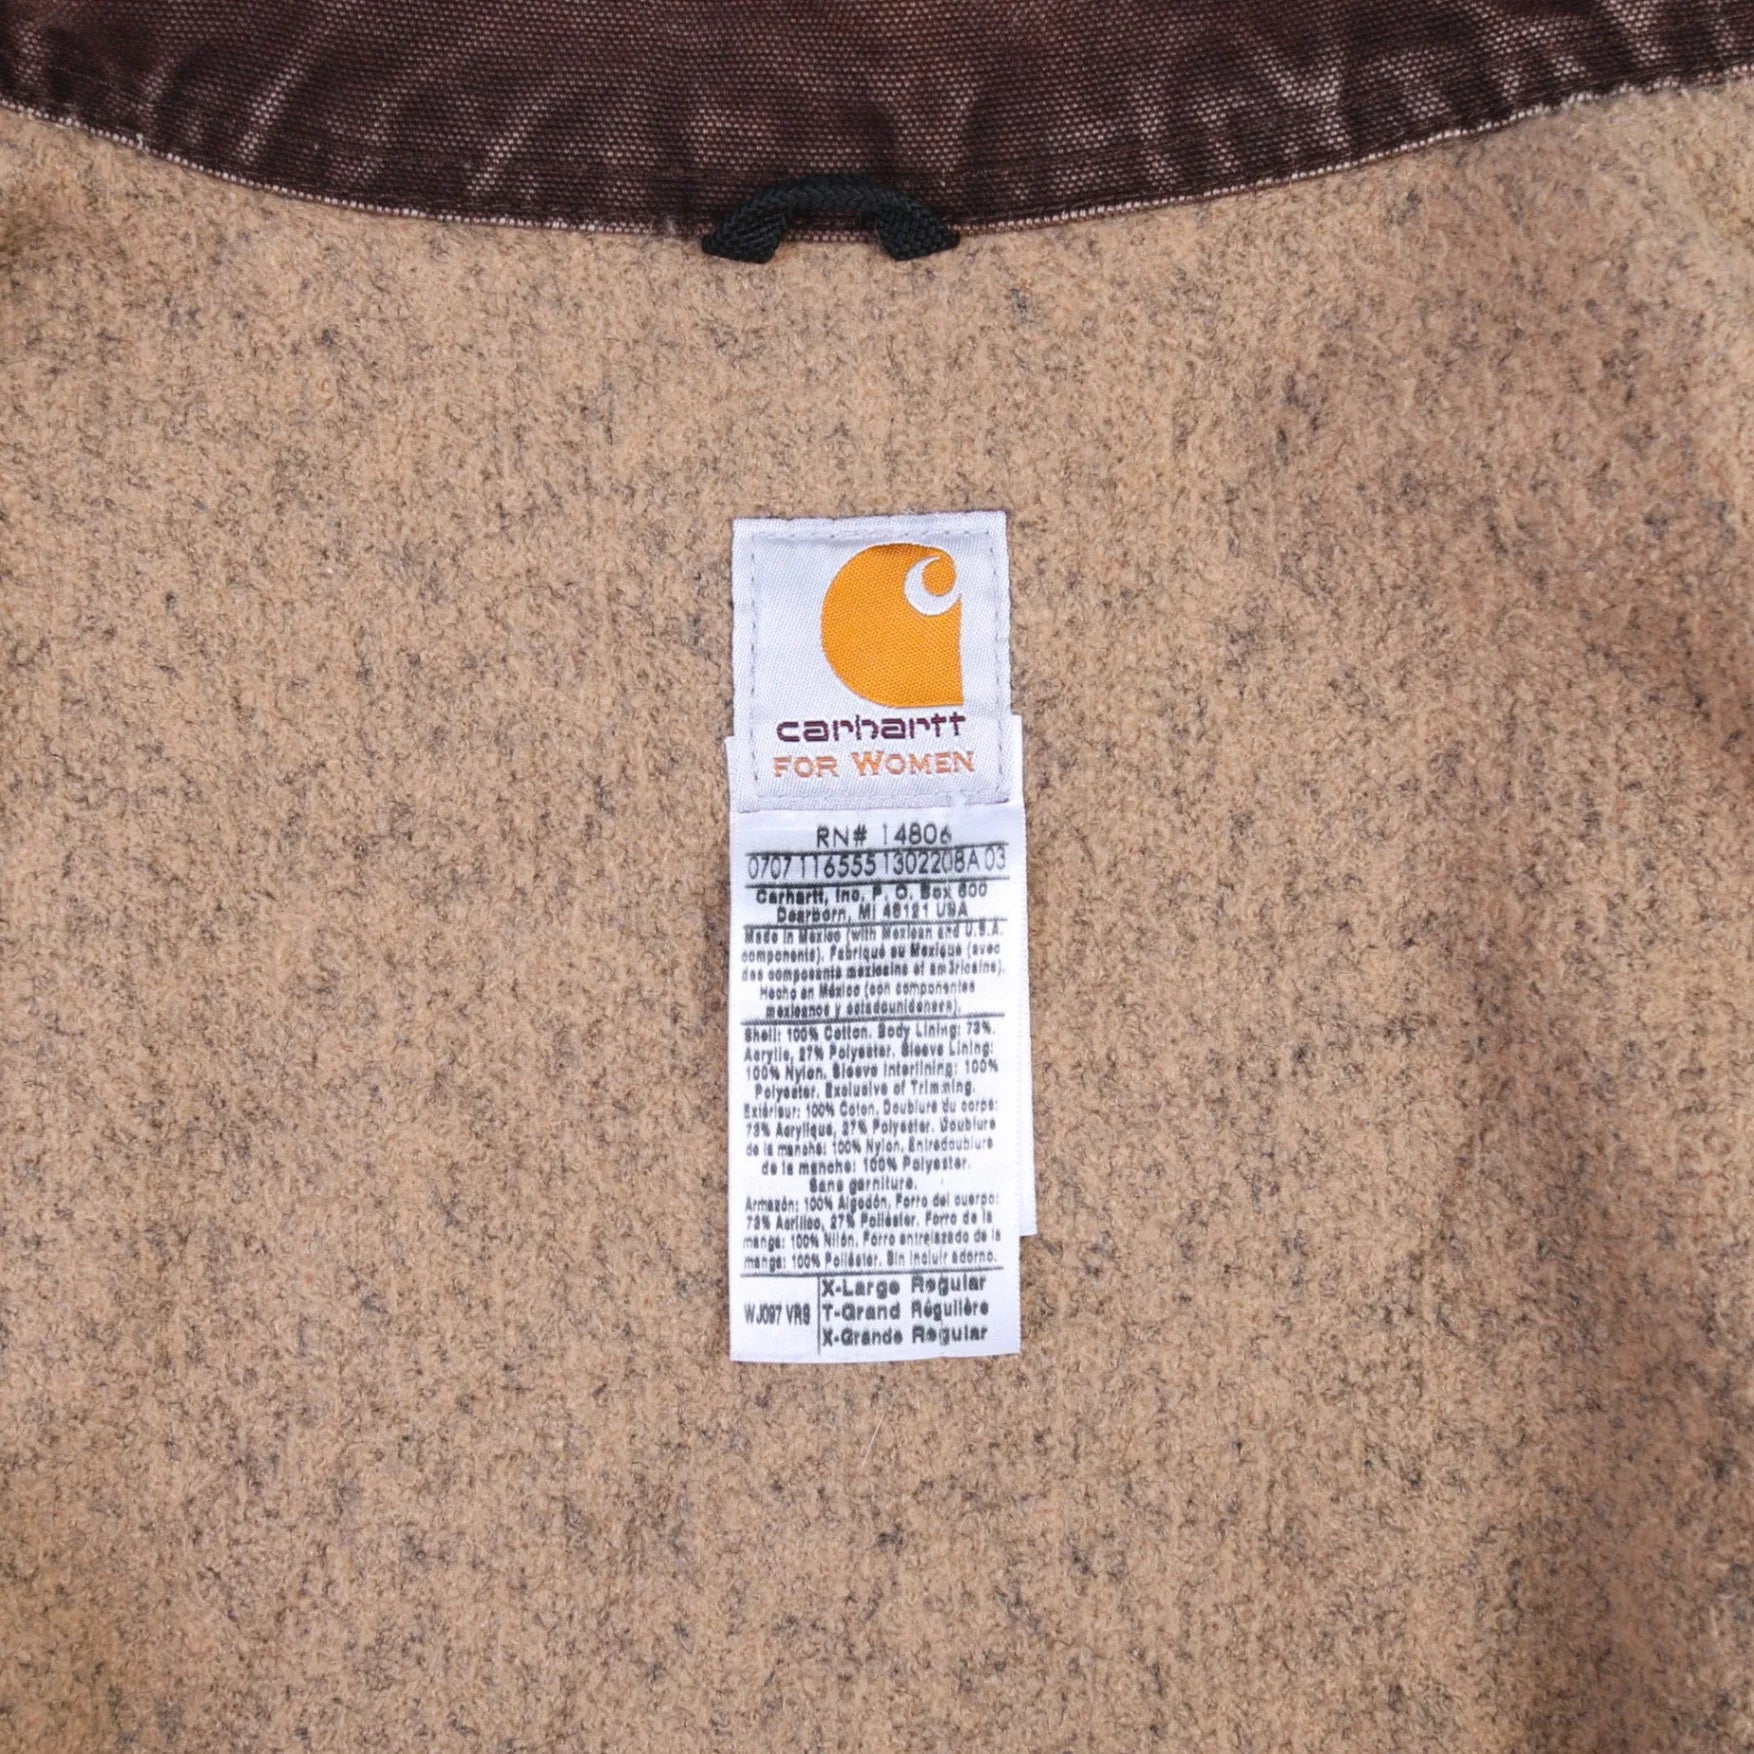 carhartt
FOR WOMEN
RN# 14806
0707 116555 1302208A 03
Carhartt, Inc. P. O. Box 600
Dearborn, MI 48121 USA
Made in Mexico (with Mexican and U.S.A.
components). Fabriqué au Mexique (avec
des composants mexicains et am3ricains).
Hecho en México (con componentes
mexicanos y estadounidenses).
Shell: 100% Cotton. Body Lining: 73%
Acrylic, 27% Polyester. Sleeve Lining:
100% Nylon. Sleeve Interlining: 100%
Polyester. Exclusive of Trimming.
Extérieur: 100% Coton. Doublure du corps:
73% Acrylique, 27% Polyester. Doublure
de la manche: 100% Nylon. Entredoublure
de la manche: 100% Polyester.
Sans garniture.
Armazón: 100% Algodón. Forro del cuerpo:
73% Acrílico, 27% Poliéster. Forro de la
manga: 100% Nilón. Forro entrelazado de la
manga: 100% Poliéster. Sin incluir adorno.
WJ097 VRS
X-Large Regular
T-Grand Régulière
X-Grande Regular